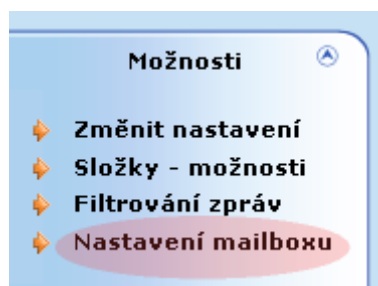 Možnosti
Změnit nastavení
Složky - možnosti
Filtrování zpráv
Nastavení mailboxu